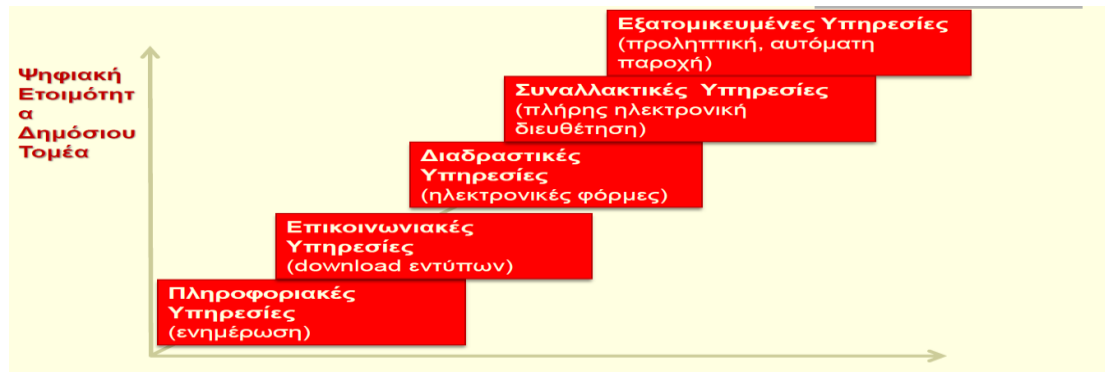 Εξατομικευμένες Υπηρεσίες
(προληπτική, αυτόματη
παροχή)
Ψηφιακή
Ετοιμότητ
α
Δημόσιου
Τομέα
Συναλλακτικές Υπηρεσίες
(πλήρης ηλεκτρονική
διευθέτηση)
Διαδραστικές
Υπηρεσίες
(ηλεκτρονικές φόρμες)
Επικοινωνιακές
Υπηρεσίες
(download εντύπων)
Πληροφοριακές
Υπηρεσίες
(ενημέρωση)